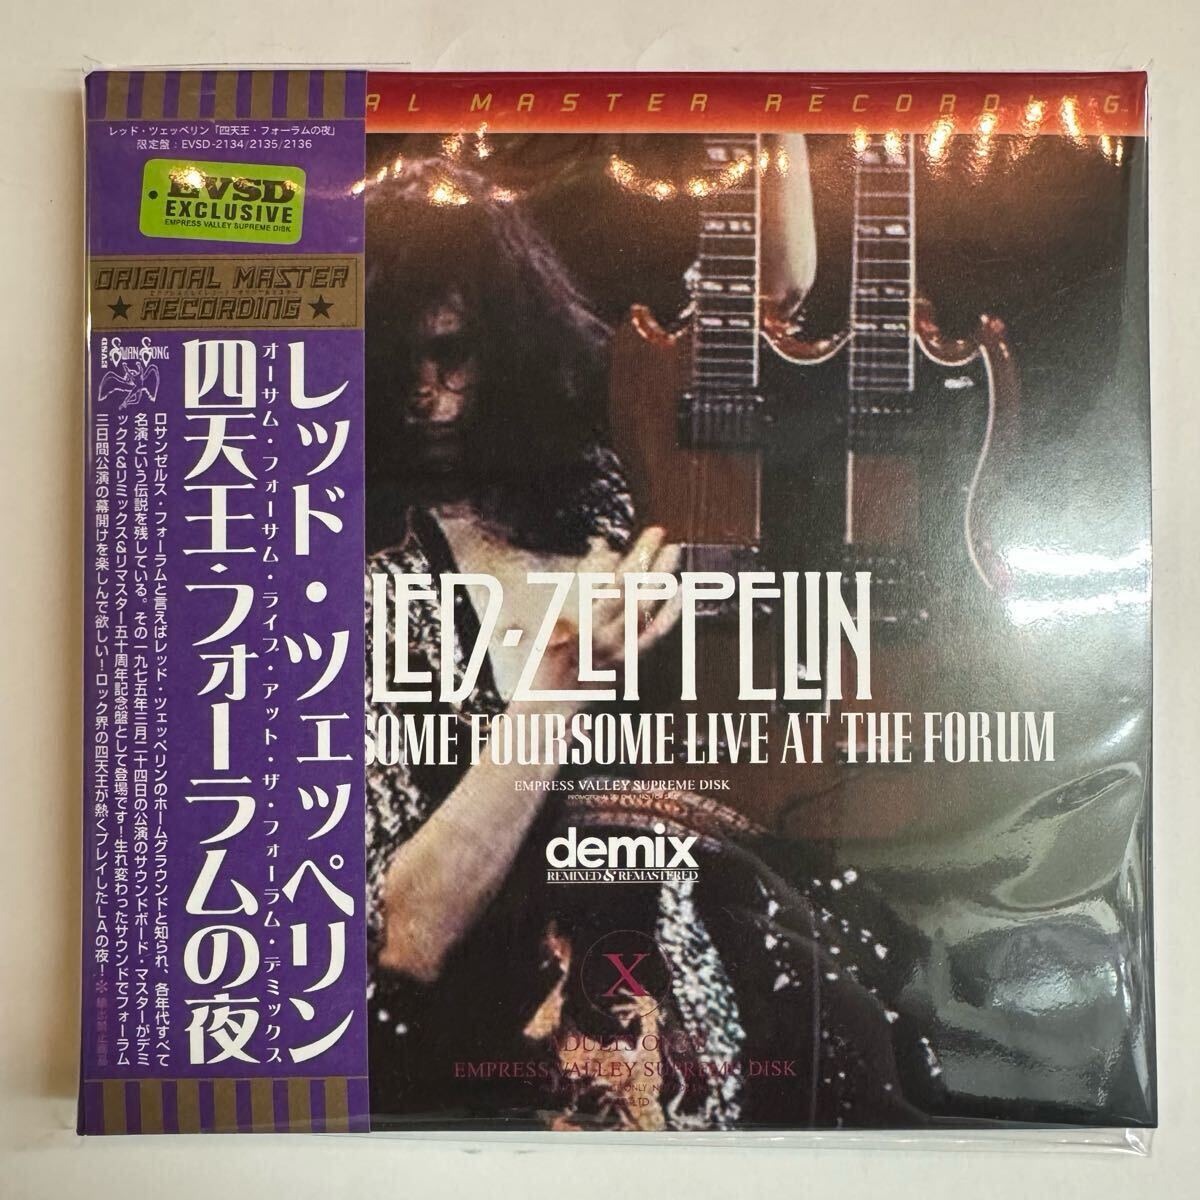 レッド・ツェッペリン「四天王・フォーラムの夜」
限定盤：EVSD-2134/2135/2136
EVSD
EXCLUSIVE
EMPRESS VALLEY SUPREME DISK
ORIGINAL MASTER
RECORDING
EVSD
SWAN SONG
レッド・ツェッペリン
オーサム・フォーサム・ライブ・アット・ザ・フォーラム・デミックス
四天王・フォーラムの夜
ロサンゼルス・フォーラムと言えばレッド・ツェッペリンのホームグラウンドと知られ、各年代すべて
名演という伝説を残している。その一九七五年三月二十四日の公演のサウンドボード・マスターがデミ
ックス&リミックス&リマスター五十周年記念盤として登場です！生れ変わったサウンドでフォーラム
三日間公演の幕開けを楽しんで欲しい！ロック界の四天王が熱くプレイしたLAの夜！
AL MASTER RECORDING
LED·ZEPPELIN
SOME FOURSOME LIVE AT THE FORUM
EMPRESS VALLEY SUPREME DISK
demix
REMIXED & REMASTERED
X
ADULTS ONLY
EMPRESS VALLEY SUPREME DISK